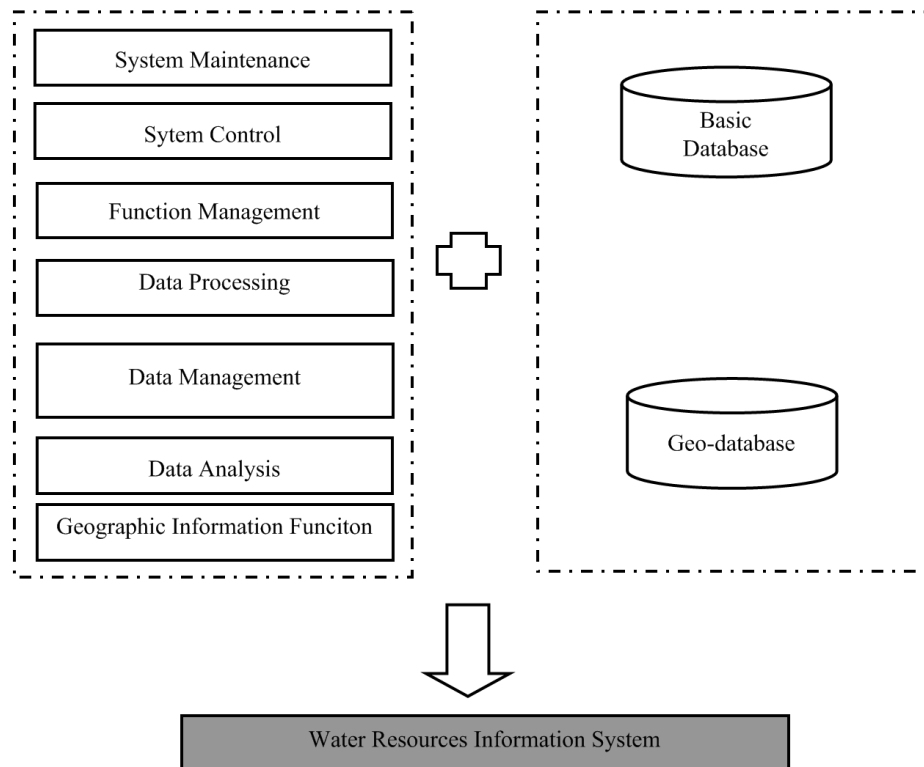 System Maintenance
Sytem Control
Function Management
Data Processing
Data Management
Data Analysis
Geographic Information Funciton
Basic
Database
Geo-database
Water Resources Information System